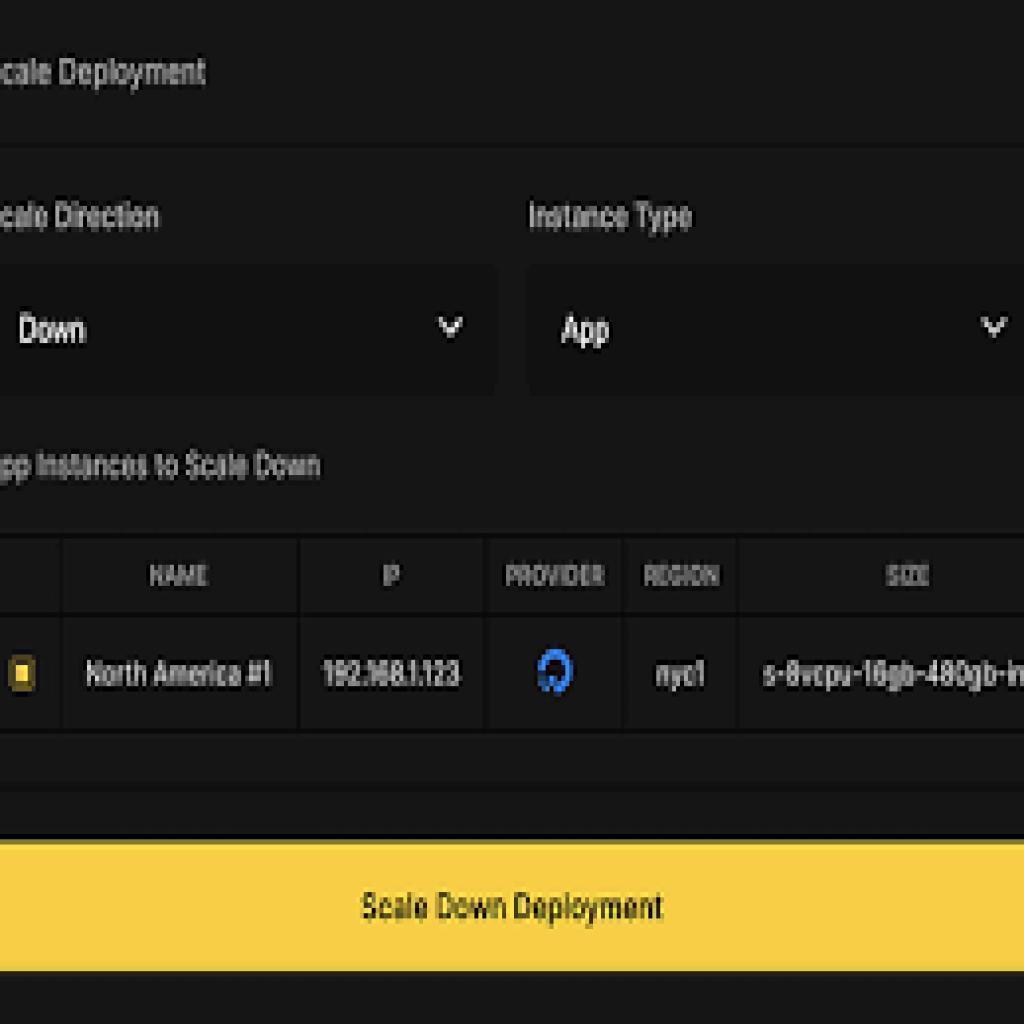 cale Deployment
cale Direction Instance Type
Down App
pp Instances to Scale Down
NAME IP PROVIDER REGION SIZE
North America #1 192.168.1.123 nyc1 s-8vcpu-16gb-480gb-in
Scale Down Deployment